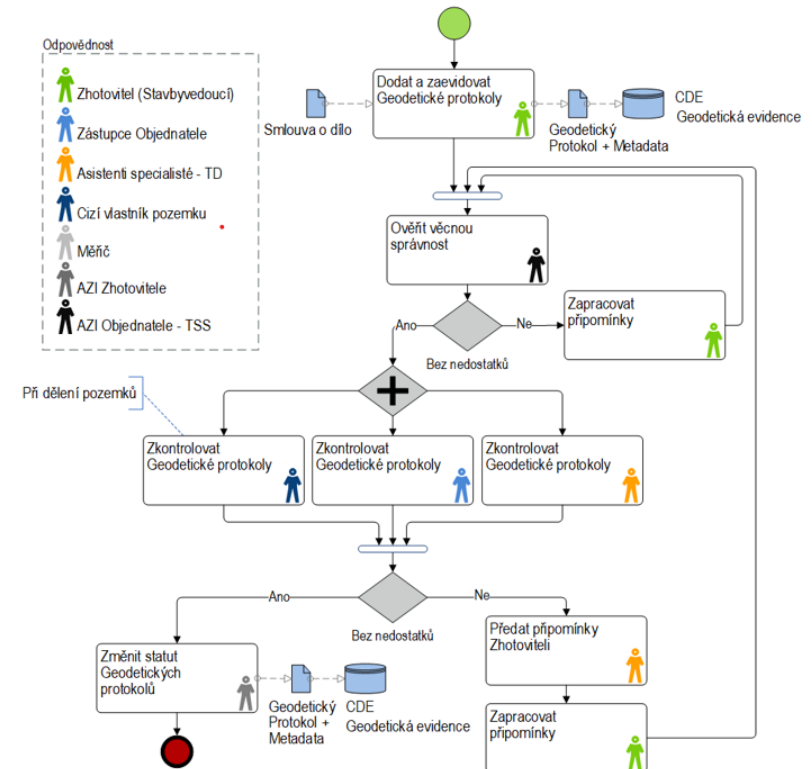 Odpovědnost
Zhotovitel (Stavbyvedoucí)
Zástupce Objednatele
Asistenti specialisté - TD
Cizí vlastník pozemku
Měřič
AZI Zhotovitele
AZI Objednatele - TSS
Smlouva o dílo
Dodat a zaevidovat
Geodetické protokoly
Geodetický
Protokol + Metadata
CDE
Geodetická evidence
Ověřit věcnou
správnost
Ano
Ne
Bez nedostatků
Zapracovat
připomínky
Při dělení pozemků
Zkontrolovat
Geodetické protokoly
Zkontrolovat
Geodetické protokoly
Zkontrolovat
Geodetické protokoly
Ano
Ne
Bez nedostatků
Změnit statut
Geodetických
protokolů
Geodetický
Protokol +
Metadata
CDE
Geodetická evidence
Předat připomínky
Zhotoviteli
Zapracovat
připomínky